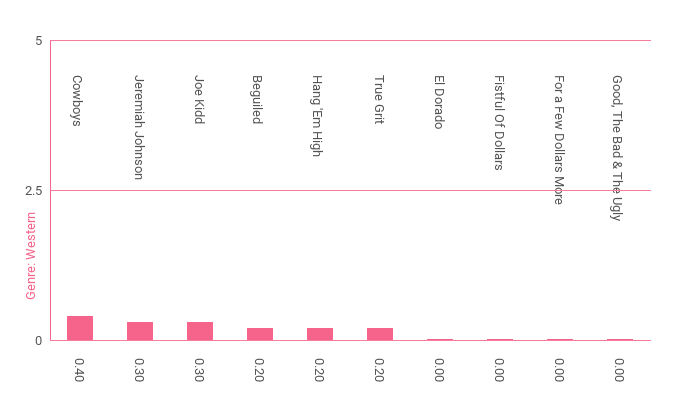 5
2.5
0
Genre: Western
Cowboys
Jeremiah Johnson
Joe Kidd
Beguiled
Hang 'Em High
True Grit
El Dorado
Fistful Of Dollars
For a Few Dollars More
Good, The Bad & The Ugly
0.40
0.30
0.30
0.20
0.20
0.20
0.00
0.00
0.00
0.00